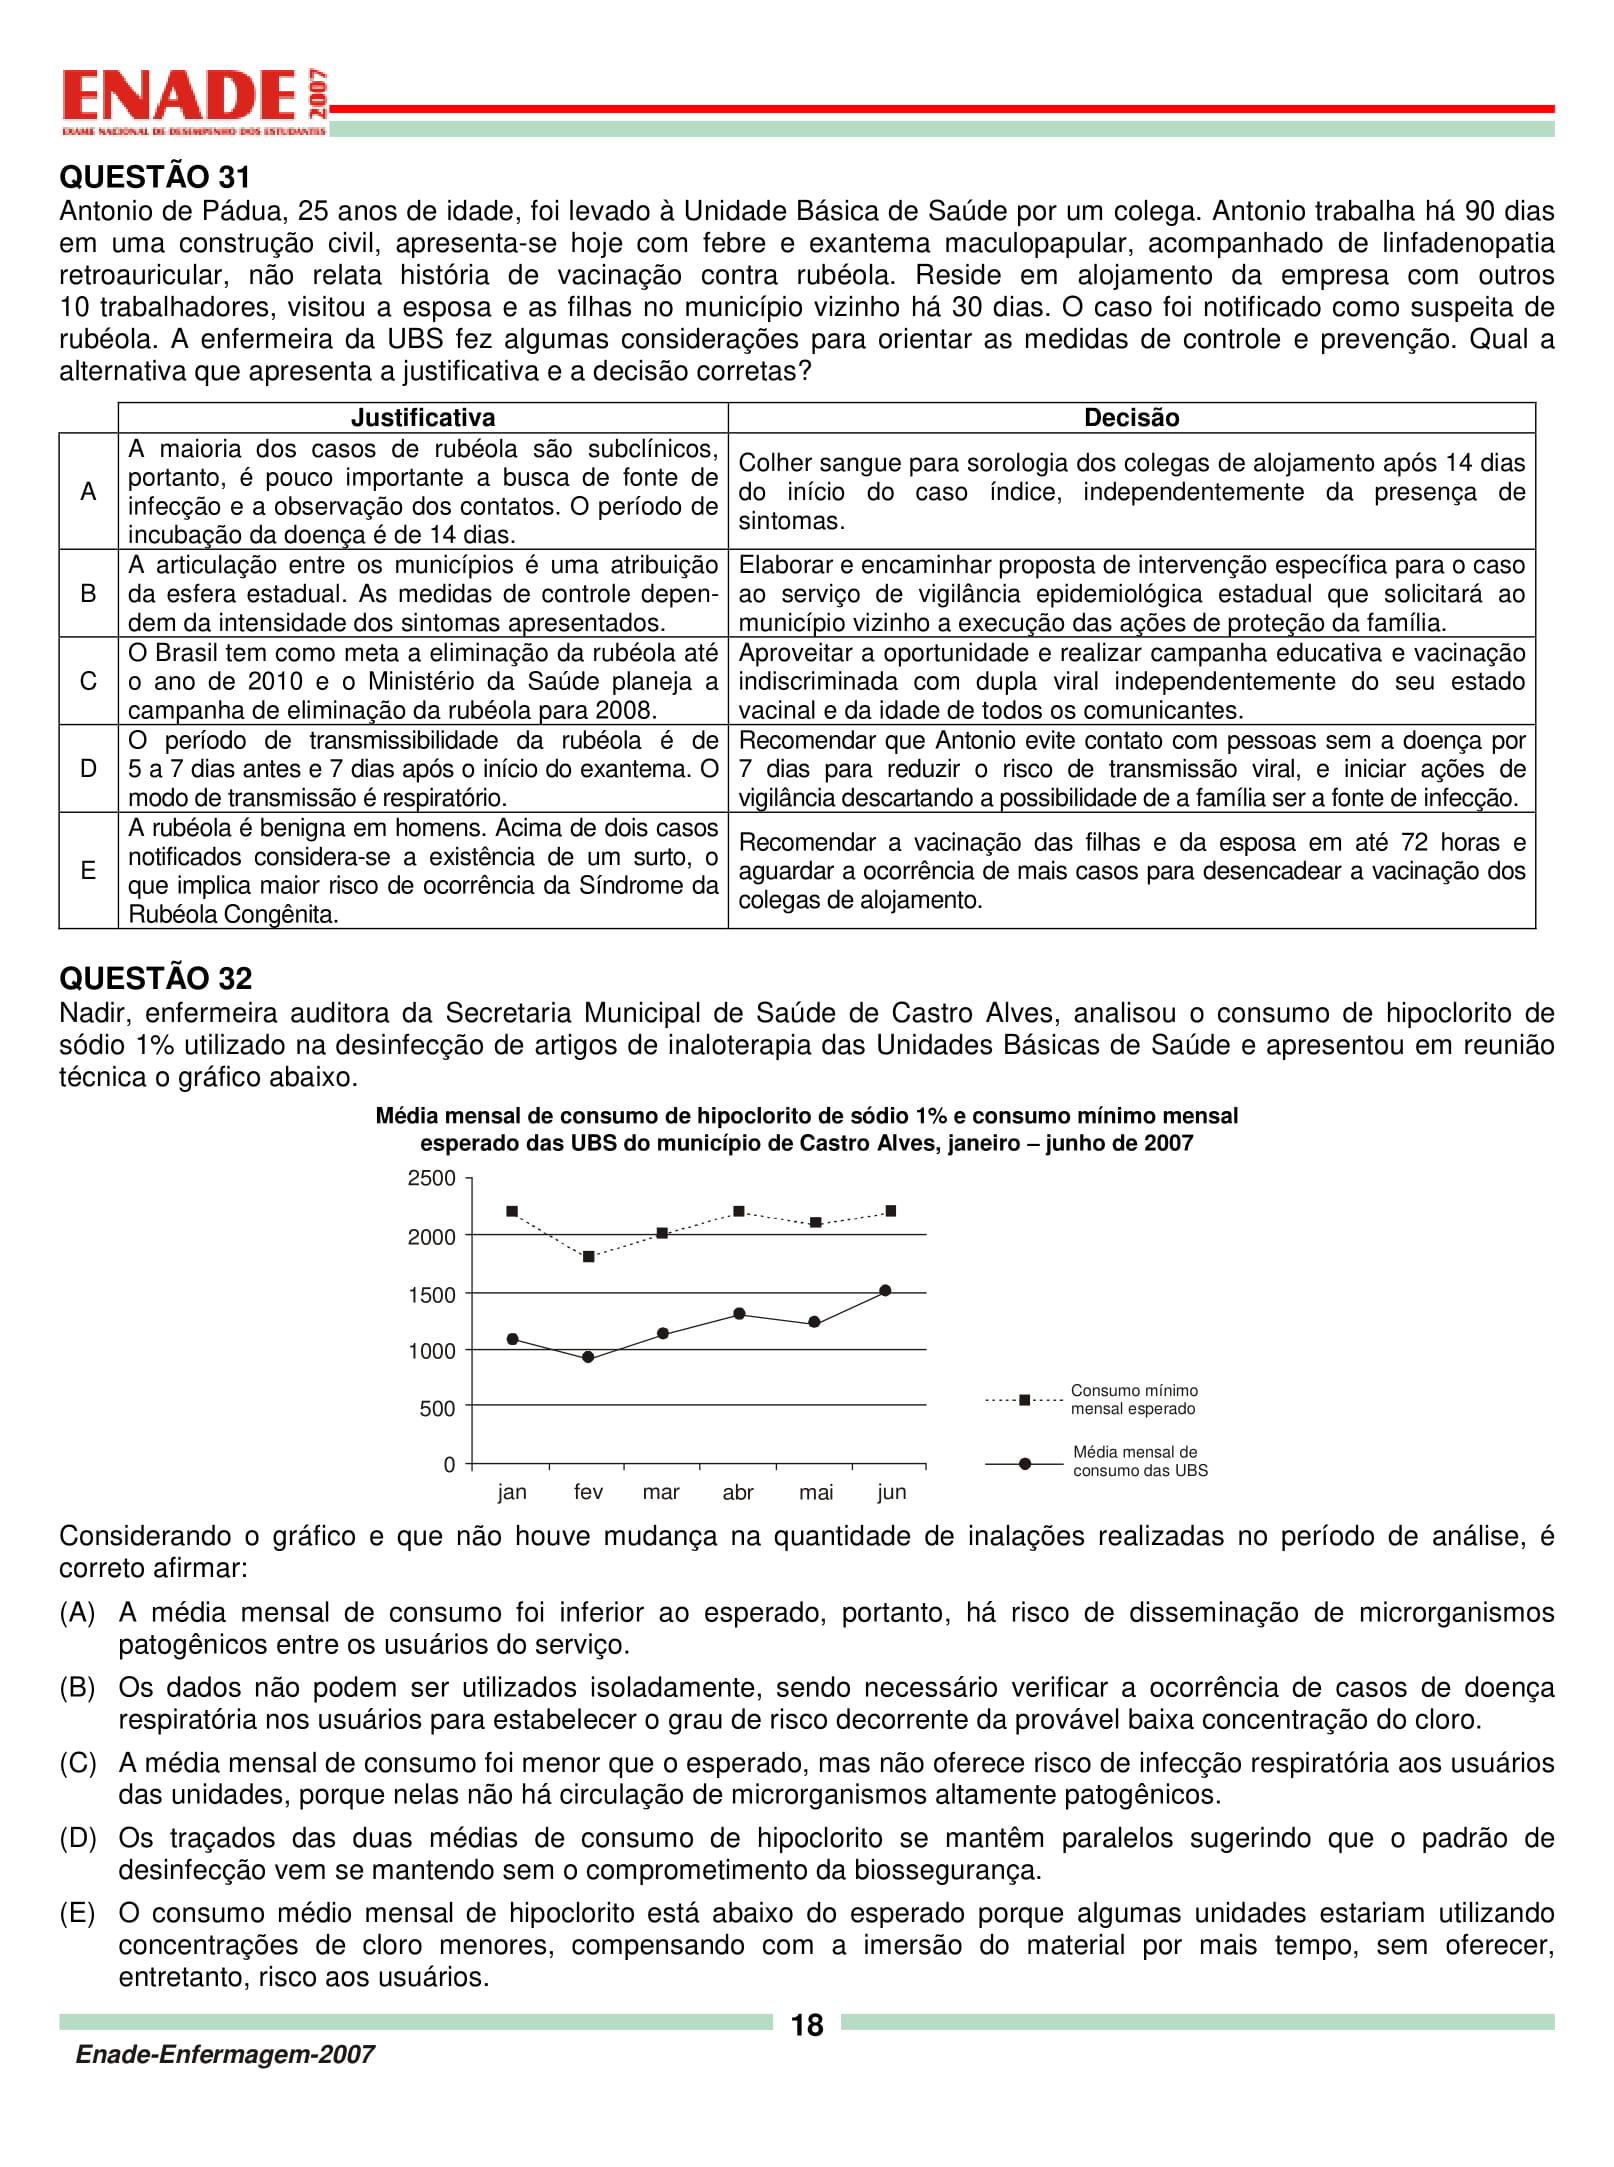 ENADE 2007
EXAME NACIONAL DE DESEMPENHO DOS ESTUDANTES
QUESTÃO 31
Antonio de Pádua, 25 anos de idade, foi levado à Unidade Básica de Saúde por um colega. Antonio trabalha há 90 dias
em uma construção civil, apresenta-se hoje com febre e exantema maculopapular, acompanhado de linfadenopatia
retroauricular, não relata história de vacinação contra rubéola. Reside em alojamento da empresa com outros
10 trabalhadores, visitou a esposa e as filhas no município vizinho há 30 dias. O caso foi notificado como suspeita de
rubéola. A enfermeira da UBS fez algumas considerações para orientar as medidas de controle e prevenção. Qual a
alternativa que apresenta a justificativa e a decisão corretas?
Justificativa
Decisão
A
A maioria dos casos de rubéola são subclínicos,
portanto, é pouco importante a busca de fonte de
infecção e a observação dos contatos. O período de
incubação da doença é de 14 dias.
Colher sangue para sorologia dos colegas de alojamento após 14 dias
do início do caso índice, independentemente da presença de
sintomas.
B
A articulação entre os municípios é uma atribuição
da esfera estadual. As medidas de controle depen-
dem da intensidade dos sintomas apresentados.
Elaborar e encaminhar proposta de intervenção específica para o caso
ao serviço de vigilância epidemiológica estadual que solicitará ao
município vizinho a execução das ações de proteção da família.
C
O Brasil tem como meta a eliminação da rubéola até
o ano de 2010 e o Ministério da Saúde planeja a
campanha de eliminação da rubéola para 2008.
Aproveitar a oportunidade e realizar campanha educativa e vacinação
indiscriminada com dupla viral independentemente do seu estado
vacinal e da idade de todos os comunicantes.
D
O período de transmissibilidade da rubéola é de
5 a 7 dias antes e 7 dias após o início do exantema. O
modo de transmissão é respiratório.
Recomendar que Antonio evite contato com pessoas sem a doença por
7 dias para reduzir o risco de transmissão viral, e iniciar ações de
vigilância descartando a possibilidade de a família ser a fonte de infecção.
E
A rubéola é benigna em homens. Acima de dois casos
notificados considera-se a existência de um surto, o
que implica maior risco de ocorrência da Síndrome da
Rubéola Congênita.
Recomendar a vacinação das filhas e da esposa em até 72 horas e
aguardar a ocorrência de mais casos para desencadear a vacinação dos
colegas de alojamento.
QUESTÃO 32
Nadir, enfermeira auditora da Secretaria Municipal de Saúde de Castro Alves, analisou o consumo de hipoclorito de
sódio 1% utilizado na desinfecção de artigos de inaloterapia das Unidades Básicas de Saúde e apresentou em reunião
técnica o gráfico abaixo.
Média mensal de consumo de hipoclorito de sódio 1% e consumo mínimo mensal
esperado das UBS do município de Castro Alves, janeiro – junho de 2007
2500
2000
1500
1000
500
0
jan fev mar abr mai jun
Consumo mínimo
mensal esperado
Média mensal de
consumo das UBS
Considerando o gráfico e que não houve mudança na quantidade de inalações realizadas no período de análise, é
correto afirmar:
(A) A média mensal de consumo foi inferior ao esperado, portanto, há risco de disseminação de microrganismos
patogênicos entre os usuários do serviço.
(B) Os dados não podem ser utilizados isoladamente, sendo necessário verificar a ocorrência de casos de doença
respiratória nos usuários para estabelecer o grau de risco decorrente da provável baixa concentração do cloro.
(C) A média mensal de consumo foi menor que o esperado, mas não oferece risco de infecção respiratória aos usuários
das unidades, porque nelas não há circulação de microrganismos altamente patogênicos.
(D) Os traçados das duas médias de consumo de hipoclorito se mantêm paralelos sugerindo que o padrão de
desinfecção vem se mantendo sem o comprometimento da biossegurança.
(E) O consumo médio mensal de hipoclorito está abaixo do esperado porque algumas unidades estariam utilizando
concentrações de cloro menores, compensando com a imersão do material por mais tempo, sem oferecer,
entretanto, risco aos usuários.
18
Enade-Enfermagem-2007